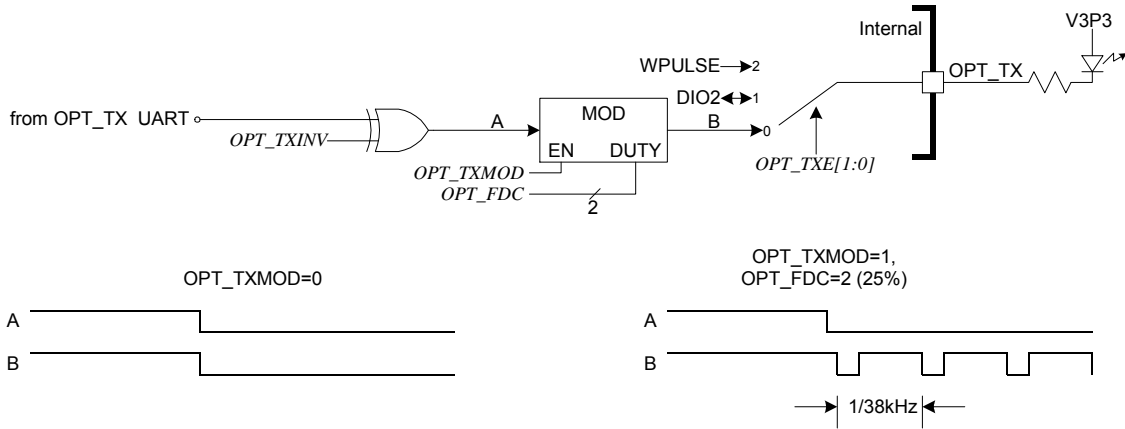 V3P3
Internal
OPT_TX
WPULSE 2
DIO2 1
from OPT_TX UART
OPT_TXINV
A
MOD
EN DUTY
B
0
OPT_TXE[1:0]
OPT_TXMOD
OPT_FDC
2
OPT_TXMOD=0
A
B
OPT_TXMOD=1,
OPT_FDC=2 (25%)
A
B
1/38kHz